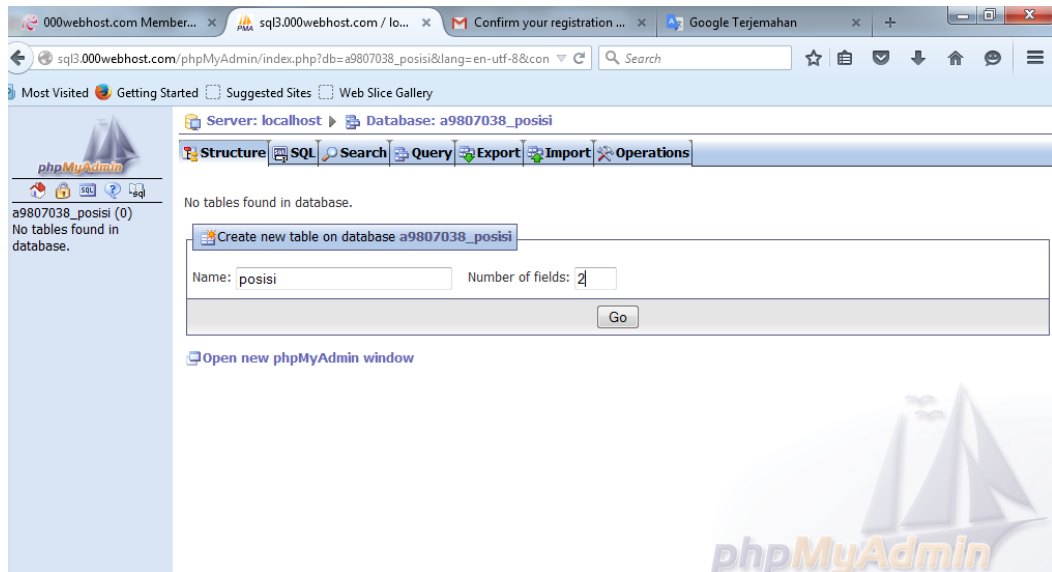 000webhost.com Member...
sql3.000webhost.com / lo...
Confirm your registration ...
Google Terjemahan
sql3.000webhost.com/phpMyAdmin/index.php?db=a9807038_posisi&lang=en-utf-8&con
Search
Most Visited Getting Started Suggested Sites Web Slice Gallery
phpMyAdmin
SQL
sql
a9807038_posisi (0)
No tables found in
database.
Server: localhost Database: a9807038_posisi
Structure SQL Search Query Export Import Operations
No tables found in database.
Create new table on database a9807038_posisi
Name: posisi Number of fields: 2
Go
Open new phpMyAdmin window
phpMyAdmin